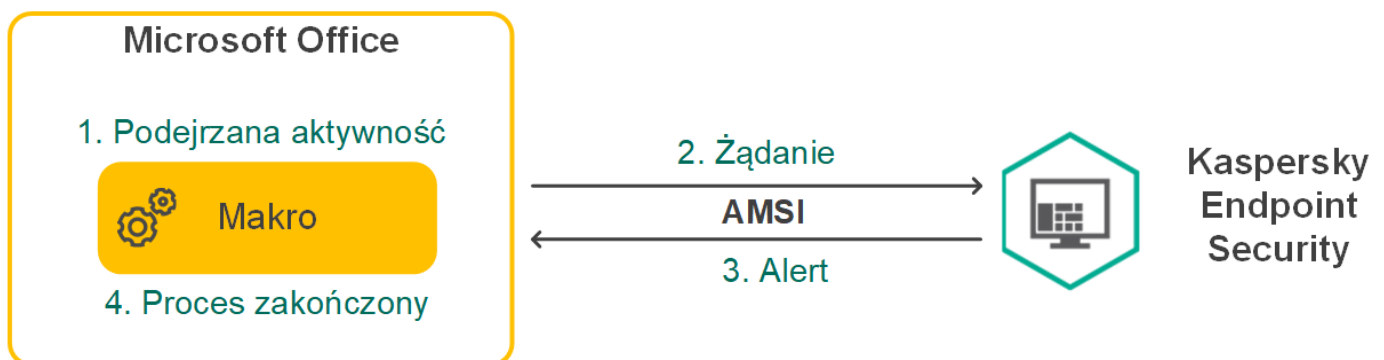 Microsoft Office
1. Podejrzana aktywność
Makro
4. Proces zakończony
2. Żądanie
AMSI
3. Alert
Kaspersky
Endpoint
Security